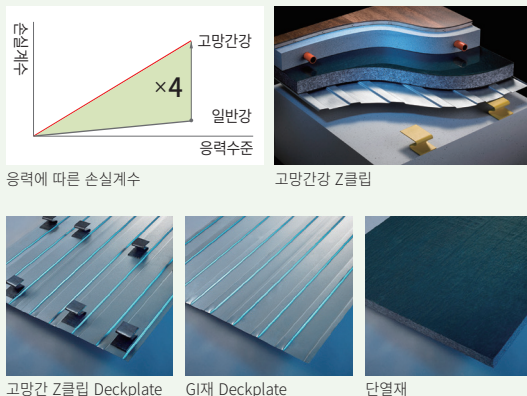 손실계수
고망간강
×4
일반강
응력수준
응력에 따른 손실계수
고망간강 Z클립
고망간 Z클립 Deckplate
GI재 Deckplate
단열재